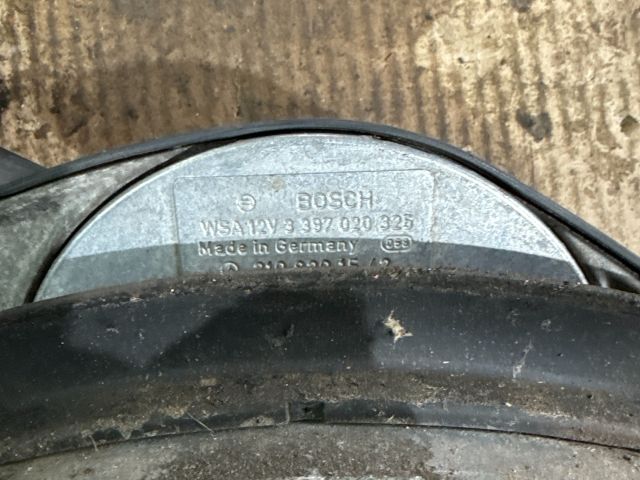 BOSCH
WSA 12V 3 397 020 325
Made in Germany